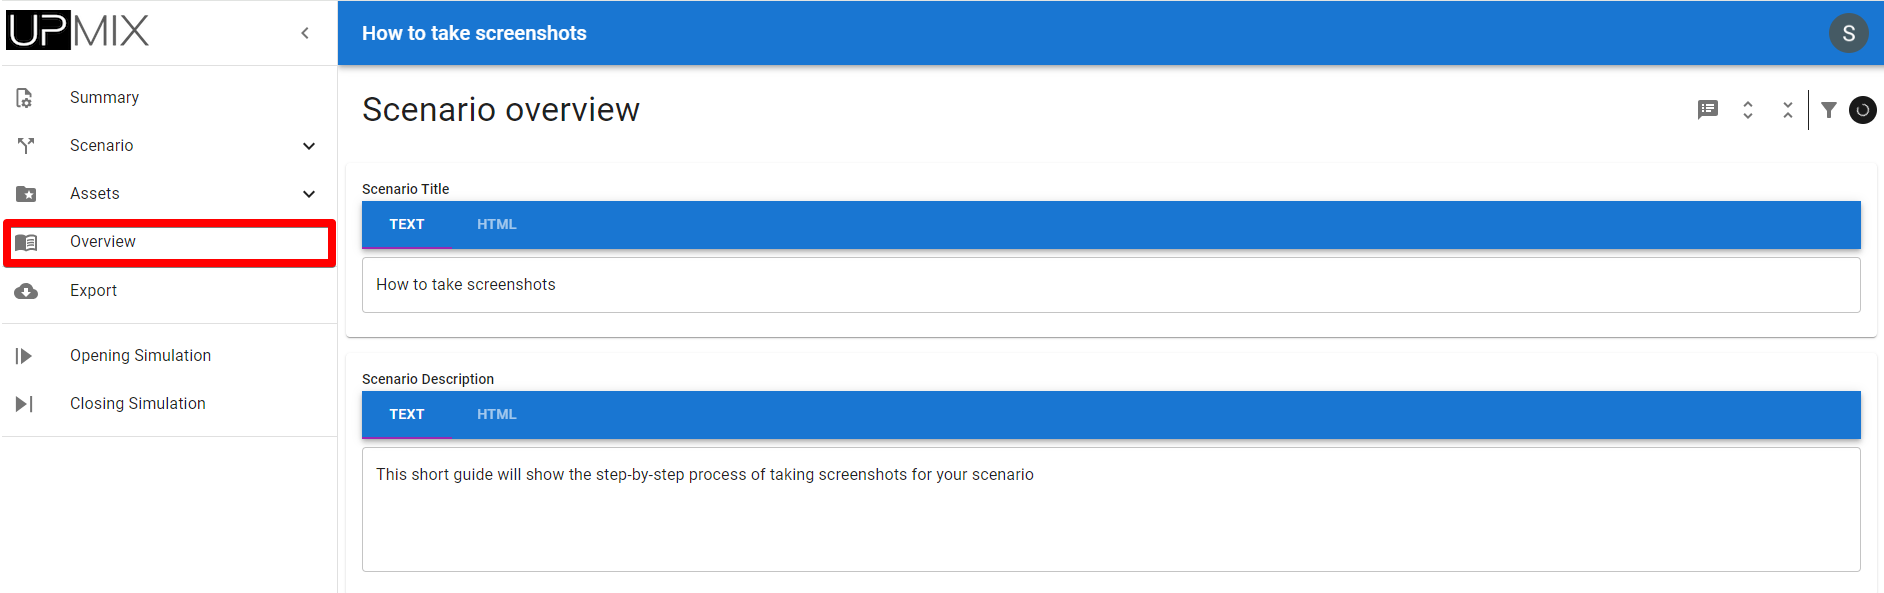 UPMIX
How to take screenshots
S
Summary
Scenario
Assets
Overview
Export
Opening Simulation
Closing Simulation
Scenario overview
Scenario Title
TEXT HTML
How to take screenshots
Scenario Description
TEXT HTML
This short guide will show the step-by-step process of taking screenshots for your scenario